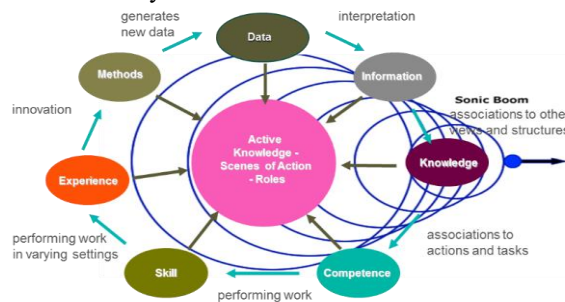 generates
new data
Data
interpretation
Methods
Information
innovation
Sonic Boom
associations to other
views and structures
Active
Knowledge -
Scenes of Action
- Roles
Knowledge
Experience
performing work
in varying settings
associations to
actions and tasks
Skill
Competence
performing work